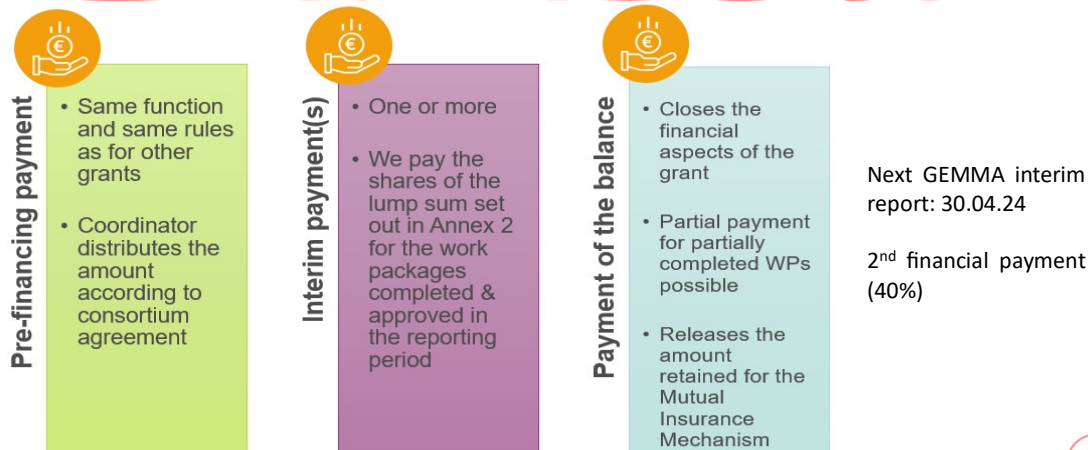 Pre-financing payment
• Same function
and same rules
as for other
grants
• Coordinator
distributes the
amount
according to
consortium
agreement
Interim payment(s)
• One or more
• We pay the
shares of the
lump sum set
out in Annex 2
for the work
packages
completed &
approved in
the reporting
period
Payment of the balance
• Closes the
financial
aspects of the
grant
• Partial payment
for partially
completed WPs
possible
• Releases the
amount
retained for the
Mutual
Insurance
Mechanism
Next GEMMA interim
report: 30.04.24
2nd financial payment
(40%)